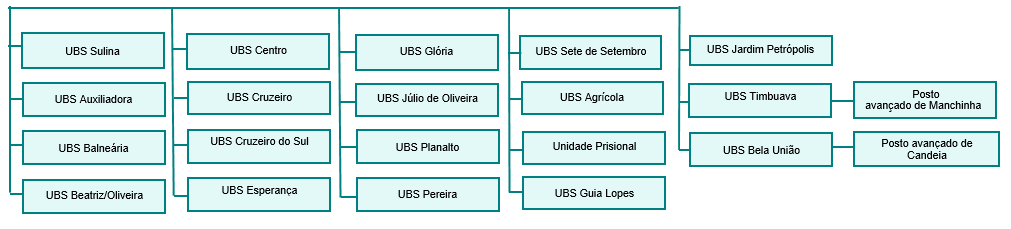 UBS Sulina
UBS Centro
UBS Glória
UBS Sete de Setembro
UBS Jardim Petrópolis
UBS Auxiliadora
UBS Cruzeiro
UBS Júlio de Oliveira
UBS Agrícola
UBS Timbuava
Posto
avançado de Manchinha
UBS Balneária
UBS Cruzeiro do Sul
UBS Planalto
Unidade Prisional
UBS Bela União
Posto avançado de
Candeia
UBS Beatriz/Oliveira
UBS Esperança
UBS Pereira
UBS Guia Lopes